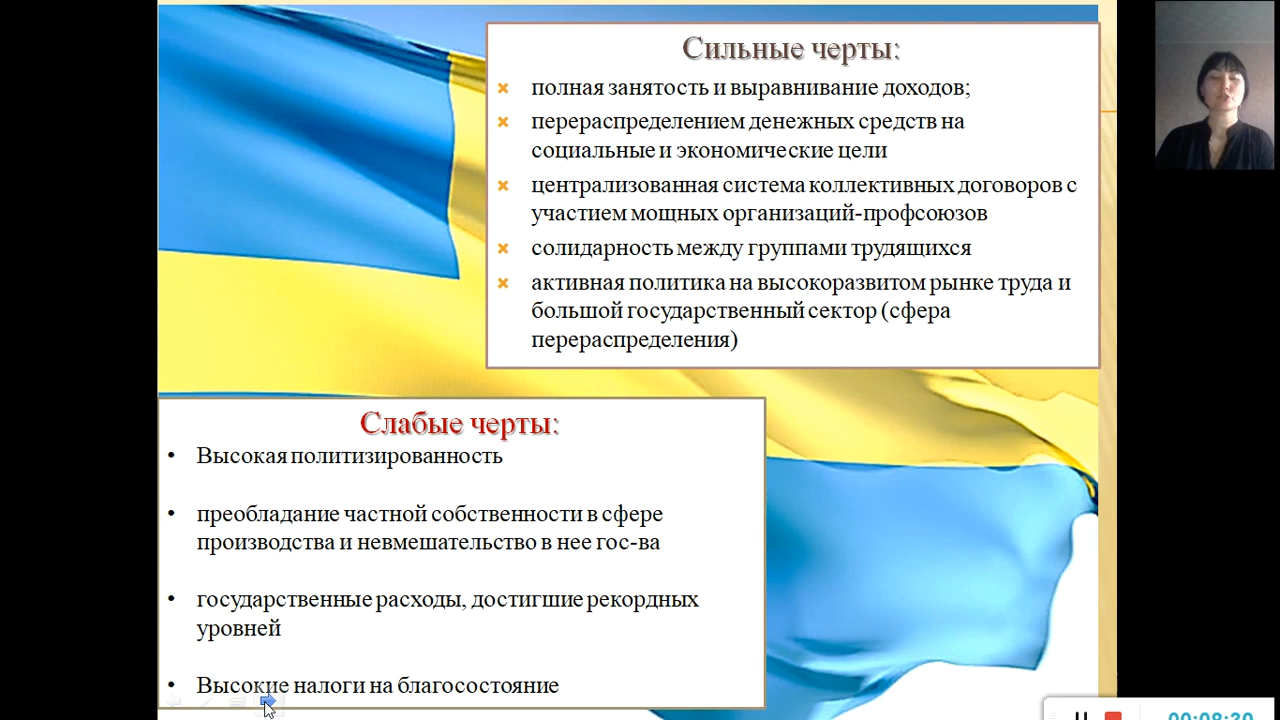 Сильные черты:
полная занятость и выравнивание доходов;
перераспределением денежных средств на
социальные и экономические цели
централизованная система коллективных договоров с
участием мощных организаций-профсоюзов
солидарность между группами трудящихся
активная политика на высокоразвитом рынке труда и
большой государственный сектор (сфера
перераспределения)
Слабые черты:
• Высокая политизированность
• преобладание частной собственности в сфере
производства и невмешательство в нее гос-ва
• государственные расходы, достигшие рекордных
уровней
• Высокие налоги на благосостояние
00:08:30